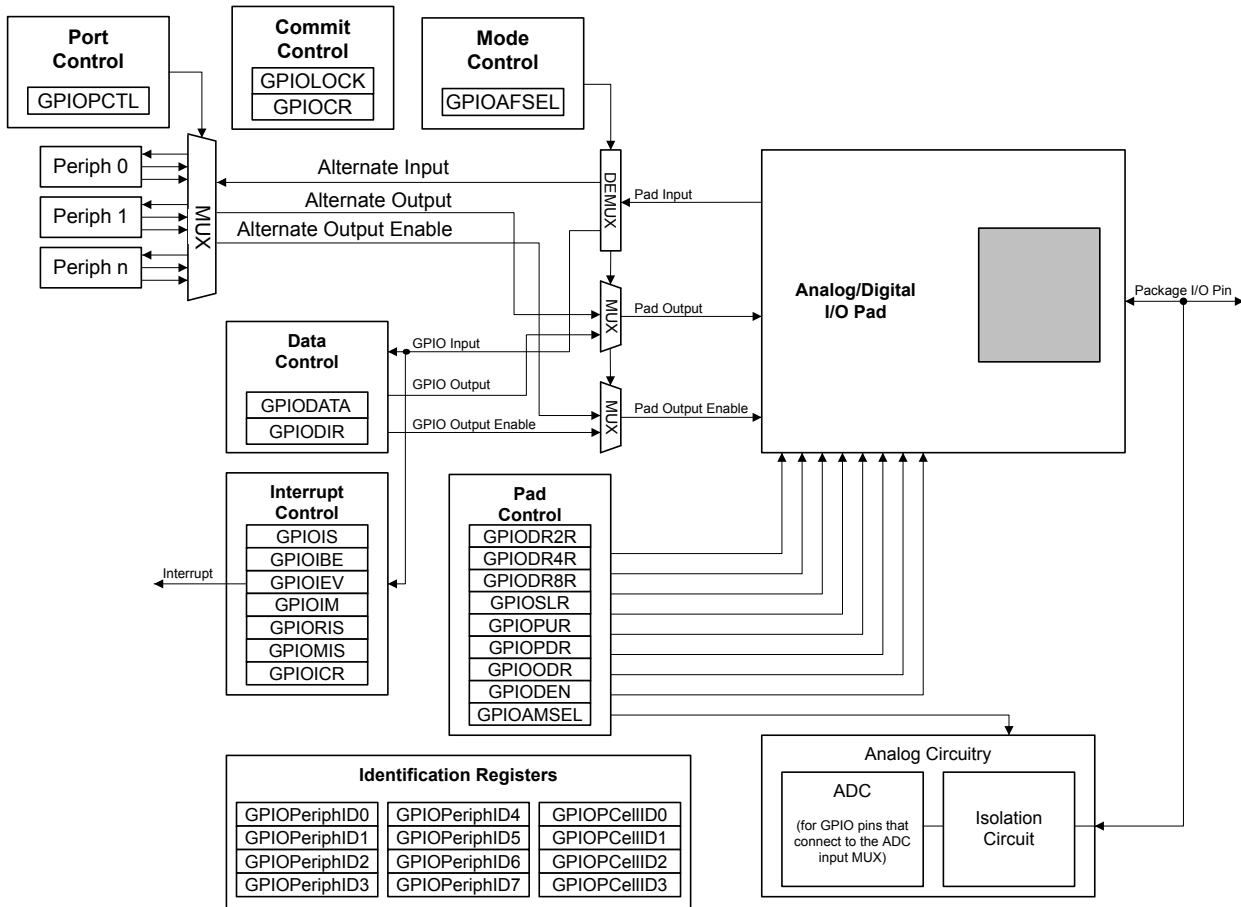 Port
Control
GPIOPCTL
Commit
Control
GPIOLOCK
GPIOCR
Mode
Control
GPIOAFSEL
Periph 0
Periph 1
Periph n
MUX
Alternate Input
Alternate Output
Alternate Output Enable
DEMUX
Pad Input
MUX
Pad Output
MUX
Pad Output Enable
Analog/Digital
I/O Pad
Package I/O Pin
Data
Control
GPIODATA
GPIODIR
GPIO Input
GPIO Output
GPIO Output Enable
Interrupt
Control
GPIOIS
GPIOIBE
GPIOIEV
GPIOIM
GPIORIS
GPIOMIS
GPIOICR
Interrupt
Pad
Control
GPIODR2R
GPIODR4R
GPIODR8R
GPIOSLR
GPIOPUR
GPIOPDR
GPIOODR
GPIODEN
GPIOAMSEL
Analog Circuitry
ADC
(for GPIO pins that
connect to the ADC
input MUX)
Isolation
Circuit
Identification Registers
GPIOPeriphID0
GPIOPeriphID1
GPIOPeriphID2
GPIOPeriphID3
GPIOPeriphID4
GPIOPeriphID5
GPIOPeriphID6
GPIOPeriphID7
GPIOPCellID0
GPIOPCellID1
GPIOPCellID2
GPIOPCellID3